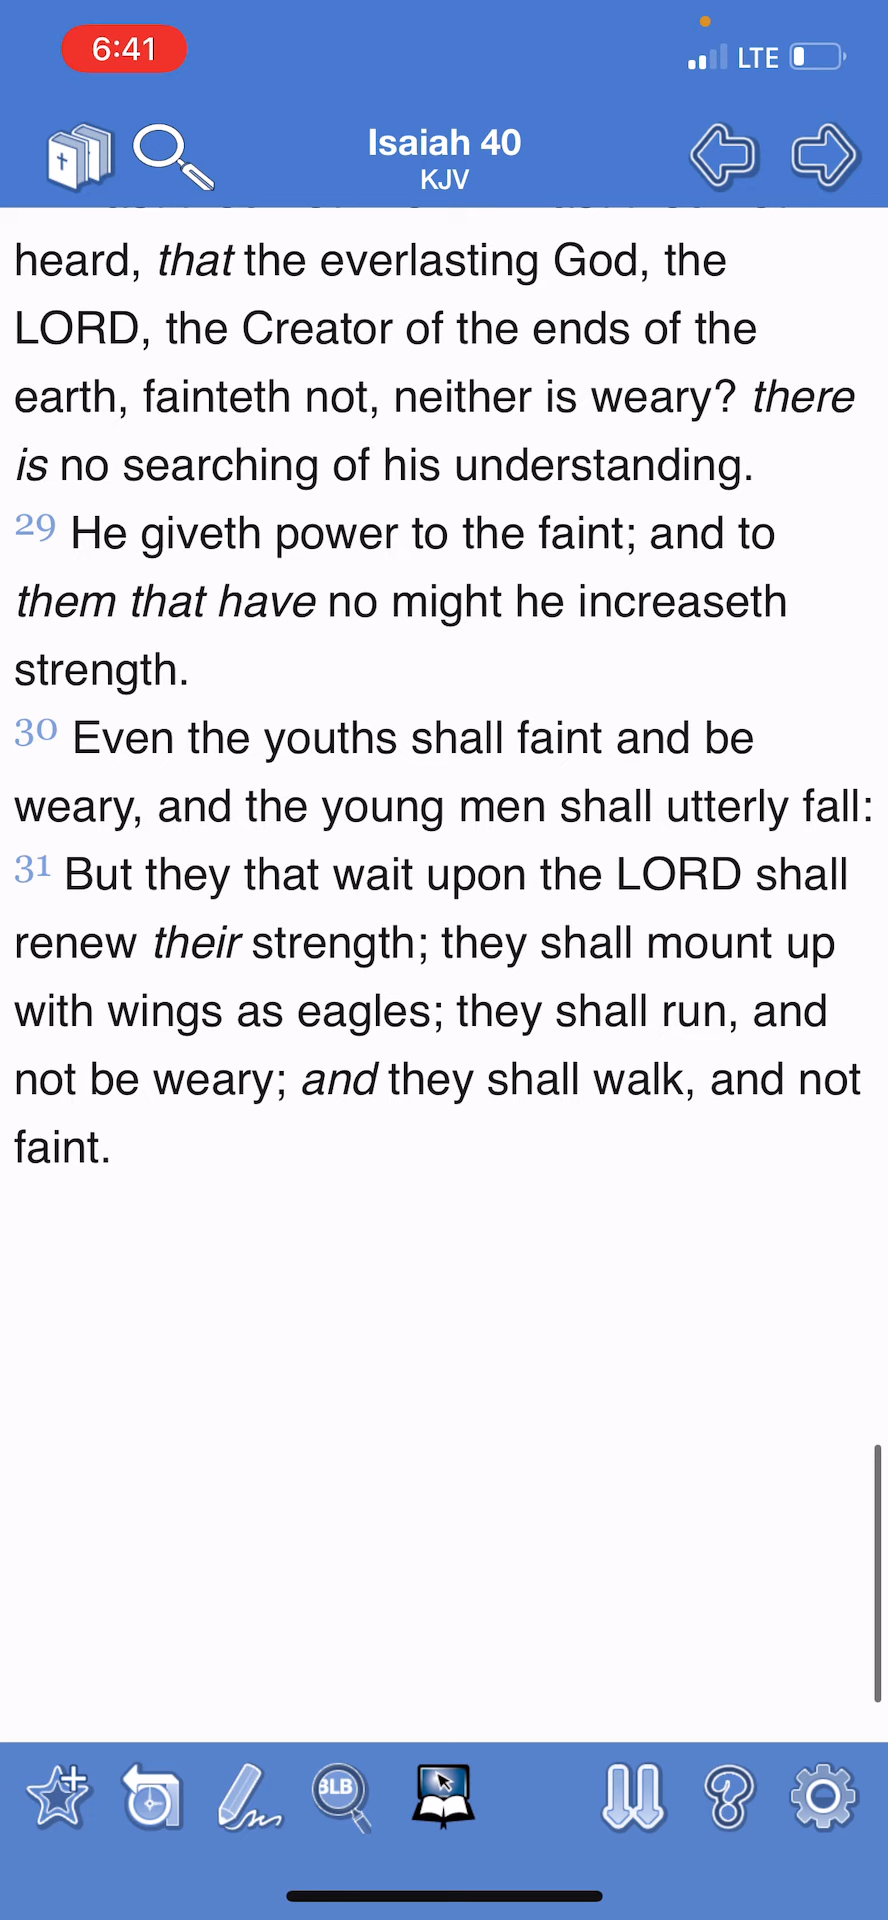 6:41
LTE
Isaiah 40
KJV
heard, that the everlasting God, the
LORD, the Creator of the ends of the
earth, fainteth not, neither is weary? there
is no searching of his understanding.
29 He giveth power to the faint; and to
them that have no might he increaseth
strength.
30 Even the youths shall faint and be
weary, and the young men shall utterly fall:
31 But they that wait upon the LORD shall
renew their strength; they shall mount up
with wings as eagles; they shall run, and
not be weary; and they shall walk, and not
faint.
BLB